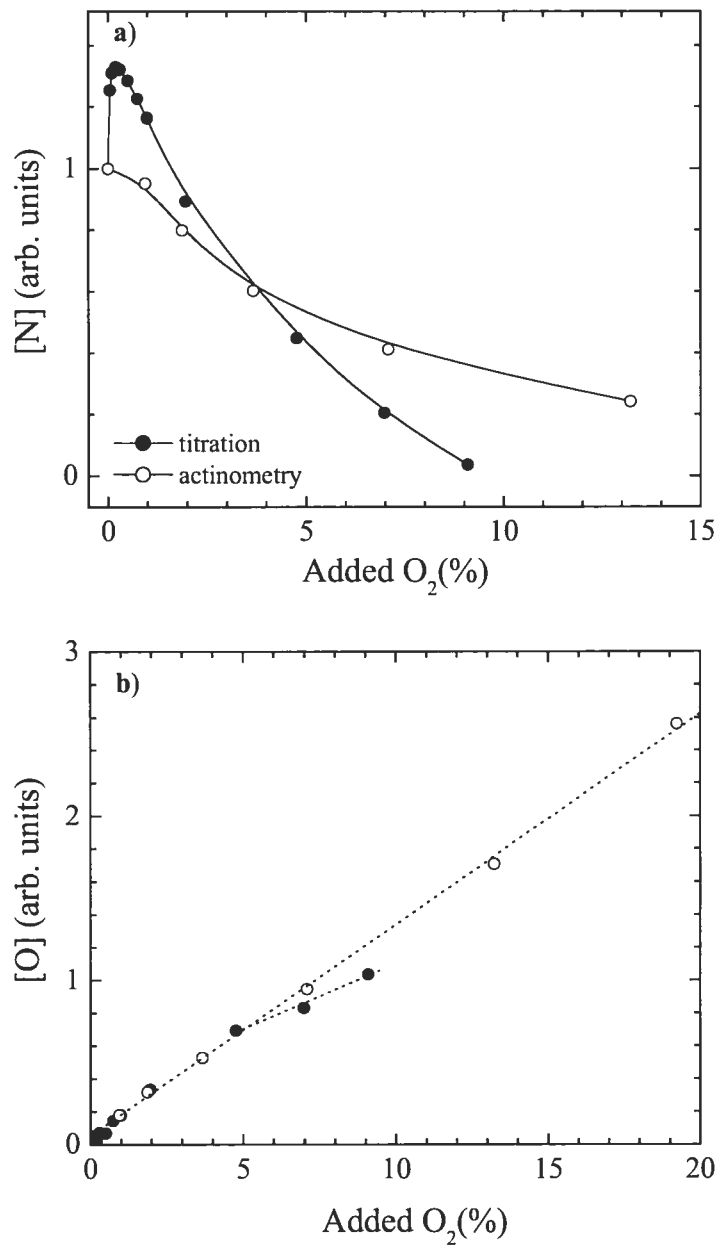 a)
1
[N] (arb. units)
titration
actinometry
0
0 5 10 15
Added O₂(%)
3
b)
2
[O] (arb. units)
1
0
0 5 10 15 20
Added O₂(%)